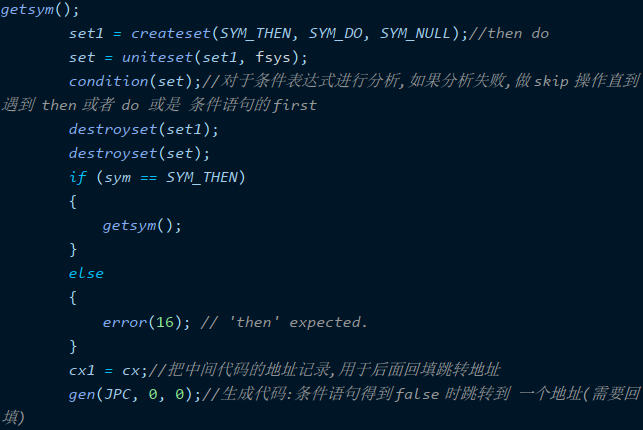 getsym();
set1 = createset(SYM_THEN, SYM_DO, SYM_NULL);//then do
set = uniteset(set1, fsys);
condition(set);//对于条件表达式进行分析,如果分析失败,做skip操作直到
遇到 then或者 do 或是 条件语句的first
destroyset(set1);
destroyset(set);
if (sym == SYM_THEN)
{
getsym();
}
else
{
error(16); // 'then' expected.
}
cx1 = cx;//把中间代码的地址记录,用于后面回填跳转地址
gen(JPC, 0, 0);//生成代码:条件语句得到false时跳转到 一个地址(需要回
填)